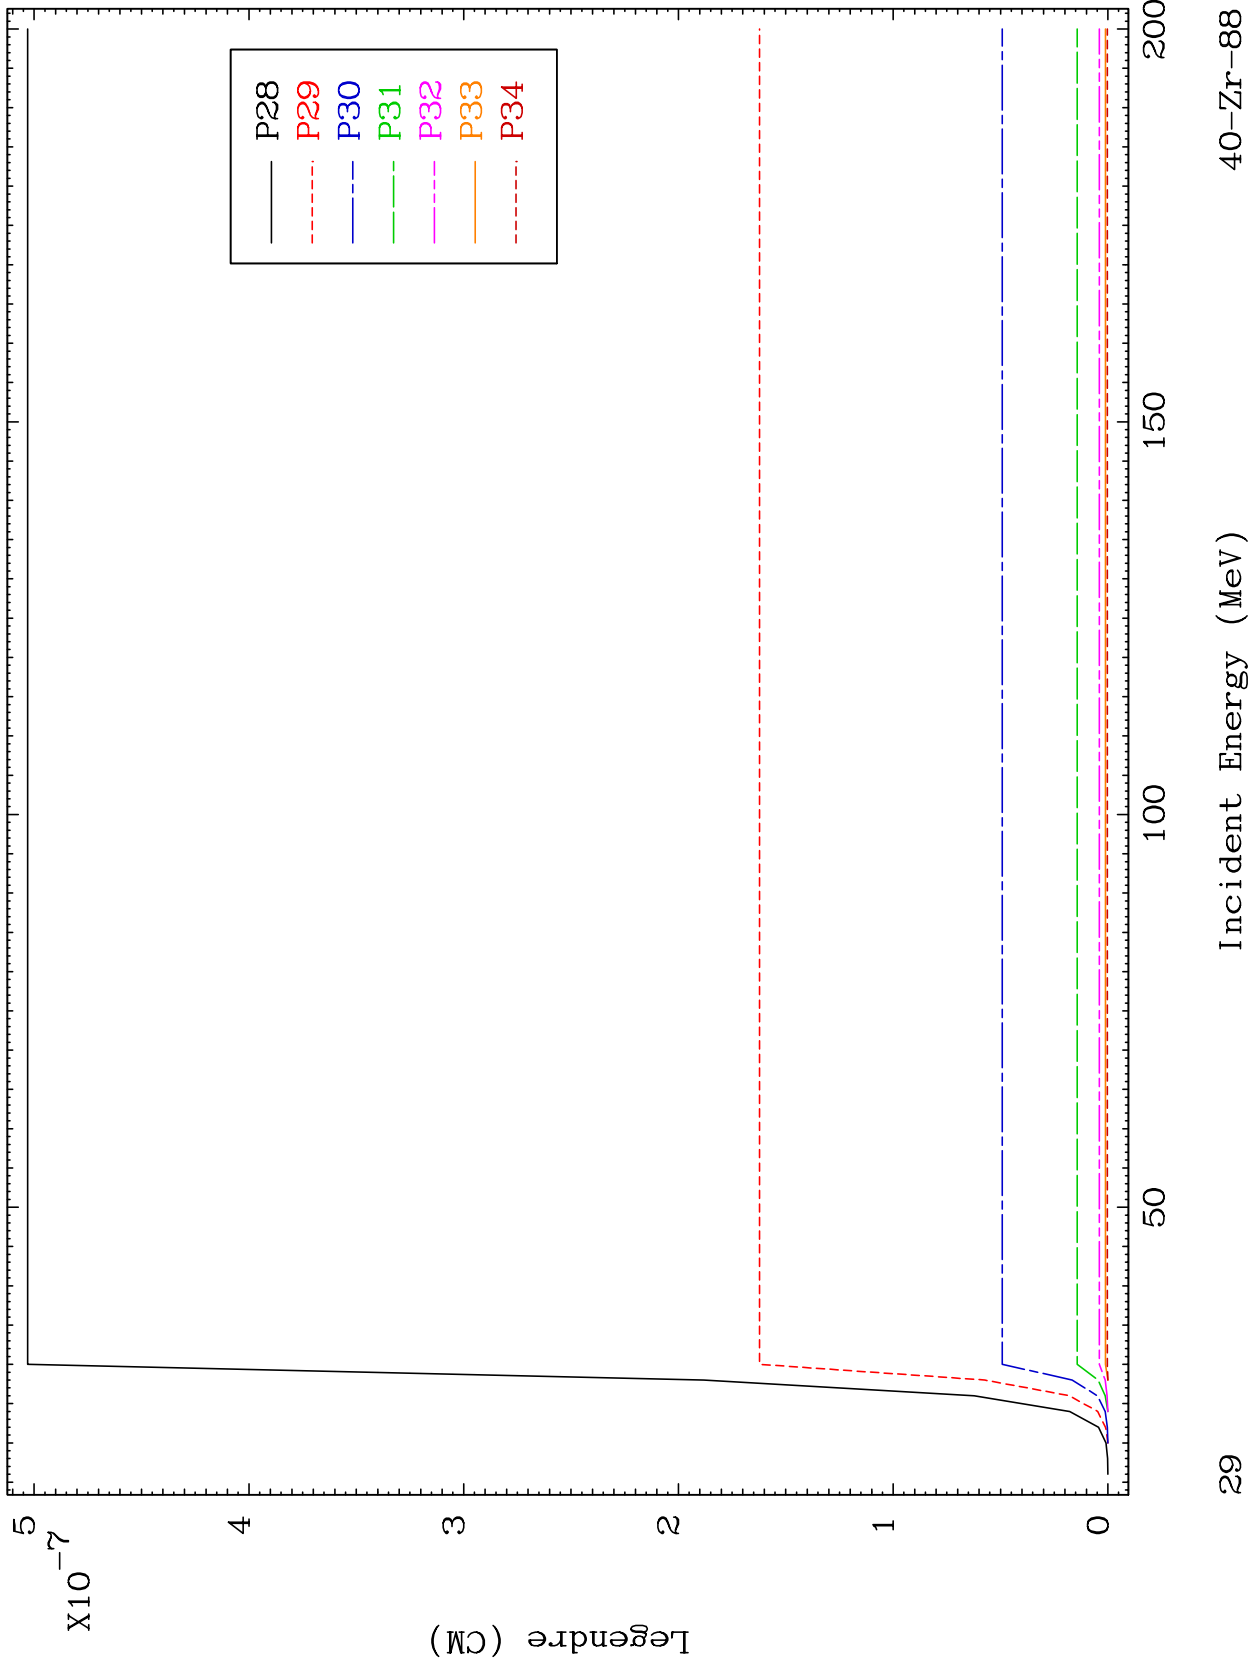 X10-7
5
4
3
2
1
0
Legendre (CM)
P28
P29
P30
P31
P32
P33
P34
50
100
150
200
Incident Energy (MeV)
29
40-Zr-88